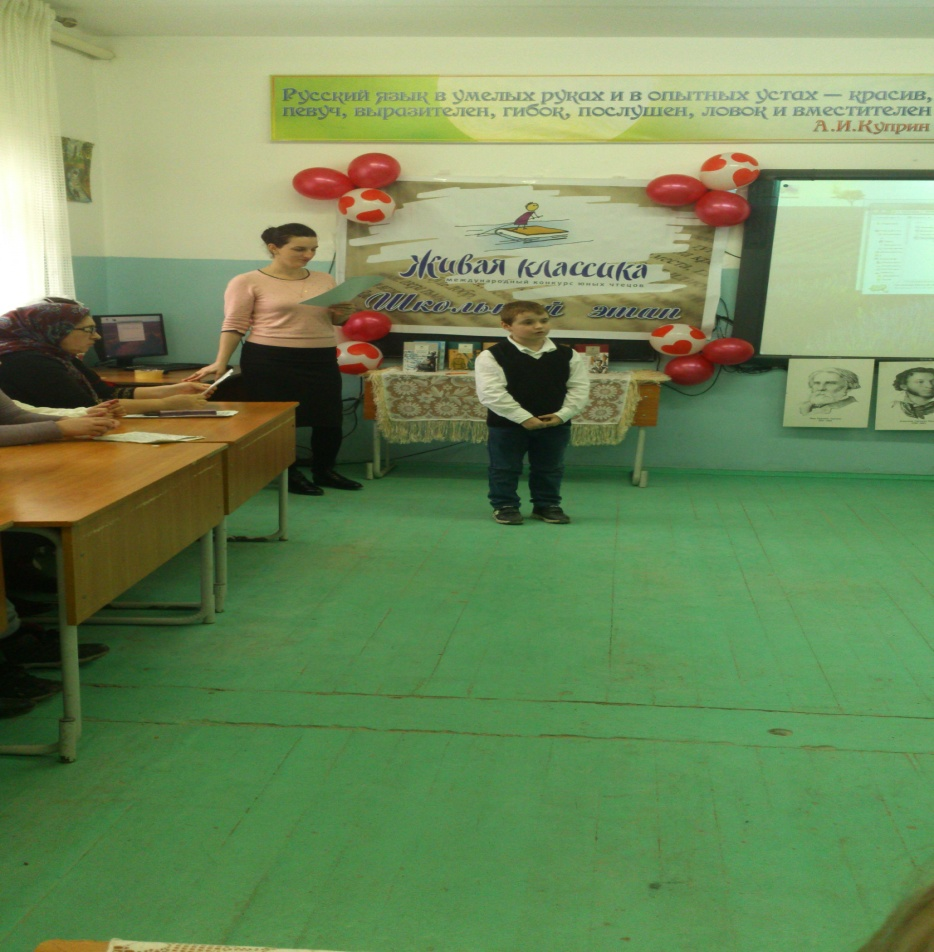 Русский язык в умелых руках и в опытных устах — красив,
певуч, выразителен, гибок, послушен, ловок и вместителен
А.И.Куприн
Живая классика
международный конкурс юных чтецов
Школьный этап